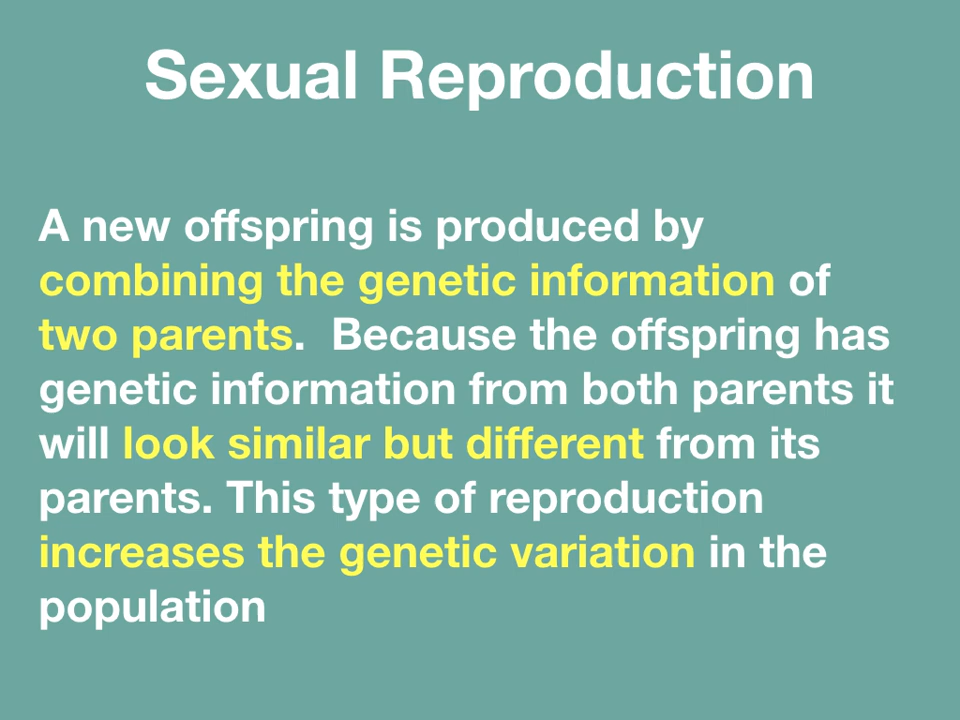 Sexual Reproduction
A new offspring is produced by
combining the genetic information of
two parents.  Because the offspring has
genetic information from both parents it
will look similar but different from its
parents. This type of reproduction
increases the genetic variation in the
population